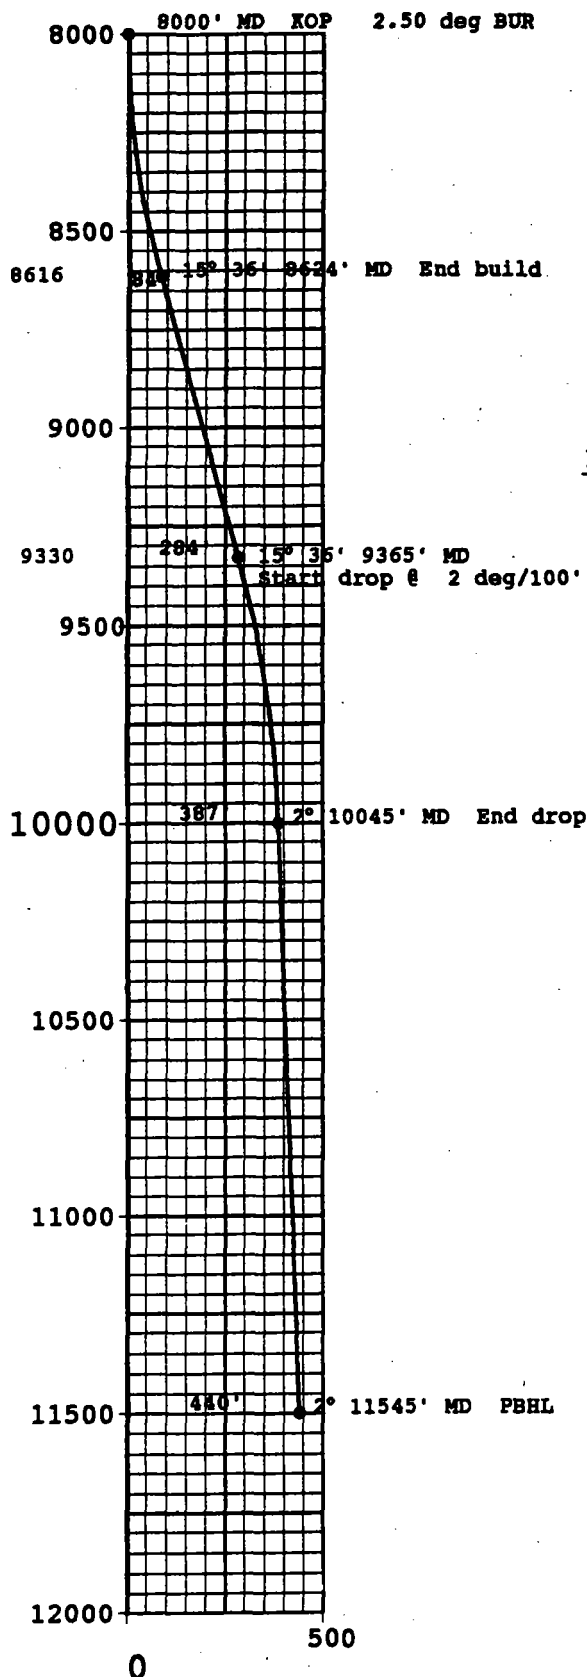 8000' MD KOP 2.50 deg BUR
8000
8500
8616 84' 15° 36' 8624' MD End build
9000
9330 284' 15° 36' 9365' MD
Start drop @ 2 deg/100'
9500
10000 387' 2° 10045' MD End drop
10500
11000
11500 440' 2° 11545' MD PBHL
12000
500
0